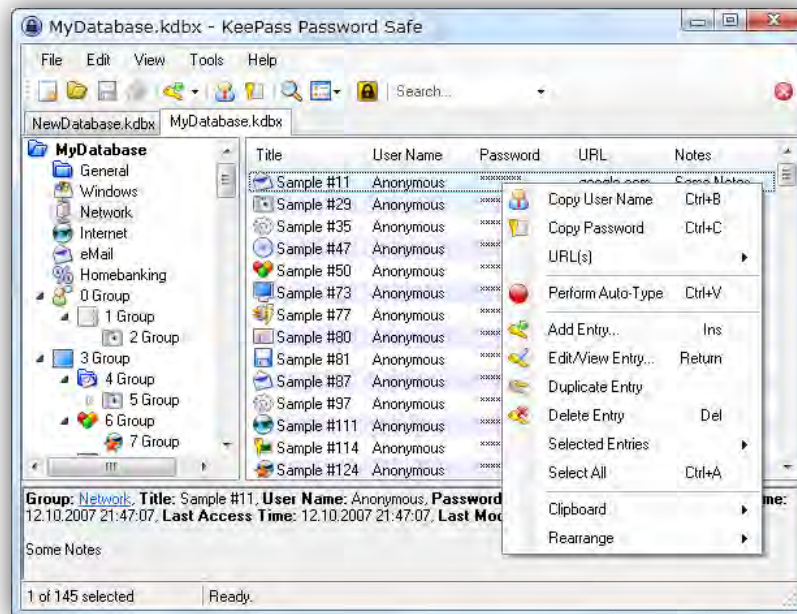 MyDatabase.kdbx - KeePass Password Safe
File Edit View Tools Help
Search...
NewDatabase.kdbx MyDatabase.kdbx
MyDatabase
General
Windows
Network
Internet
eMail
Homebanking
0 Group
1 Group
2 Group
3 Group
4 Group
5 Group
6 Group
7 Group
Title User Name Password URL Notes
Sample #11 Anonymous ******** google.com Some Notes
Sample #29 Anonymous ****
Sample #35 Anonymous ****
Sample #47 Anonymous ****
Sample #50 Anonymous ****
Sample #73 Anonymous ****
Sample #77 Anonymous ****
Sample #80 Anonymous ****
Sample #81 Anonymous ****
Sample #87 Anonymous ****
Sample #97 Anonymous ****
Sample #111 Anonymous ****
Sample #114 Anonymous ****
Sample #124 Anonymous ****
Copy User Name Ctrl+B
Copy Password Ctrl+C
URL(s)
Perform Auto-Type Ctrl+V
Add Entry... Ins
Edit/View Entry... Return
Duplicate Entry
Delete Entry Del
Selected Entries
Select All Ctrl+A
Clipboard
Rearrange
Group: Network, Title: Sample #11, User Name: Anonymous, Password me:
12.10.2007 21:47:07, Last Access Time: 12.10.2007 21:47:07, Last Mod
Some Notes
1 of 145 selected Ready.